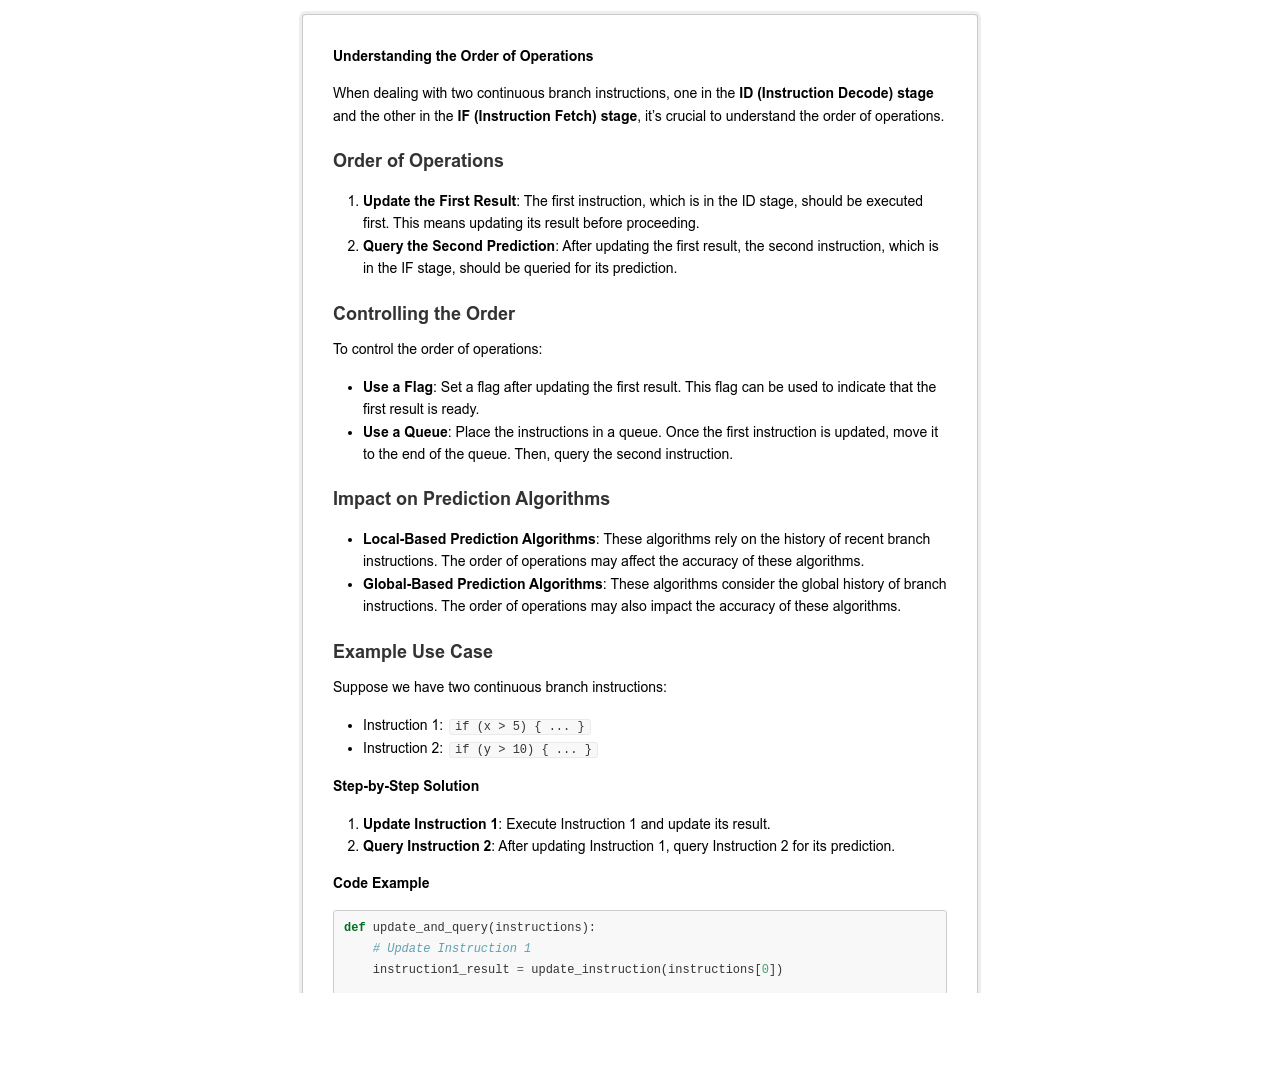 Understanding the Order of Operations
When dealing with two continuous branch instructions, one in the ID (Instruction Decode) stage
and the other in the IF (Instruction Fetch) stage, it’s crucial to understand the order of operations.
Order of Operations
1. Update the First Result: The first instruction, which is in the ID stage, should be executed
first. This means updating its result before proceeding.
2. Query the Second Prediction: After updating the first result, the second instruction, which is
in the IF stage, should be queried for its prediction.
Controlling the Order
To control the order of operations:
• Use a Flag: Set a flag after updating the first result. This flag can be used to indicate that the
first result is ready.
• Use a Queue: Place the instructions in a queue. Once the first instruction is updated, move it
to the end of the queue. Then, query the second instruction.
Impact on Prediction Algorithms
• Local-Based Prediction Algorithms: These algorithms rely on the history of recent branch
instructions. The order of operations may affect the accuracy of these algorithms.
• Global-Based Prediction Algorithms: These algorithms consider the global history of branch
instructions. The order of operations may also impact the accuracy of these algorithms.
Example Use Case
Suppose we have two continuous branch instructions:
• Instruction 1: if (x > 5) { ... }
• Instruction 2: if (y > 10) { ... }
Step-by-Step Solution
1. Update Instruction 1: Execute Instruction 1 and update its result.
2. Query Instruction 2: After updating Instruction 1, query Instruction 2 for its prediction.
Code Example
def update_and_query(instructions):
    # Update Instruction 1
    instruction1_result = update_instruction(instructions[0])